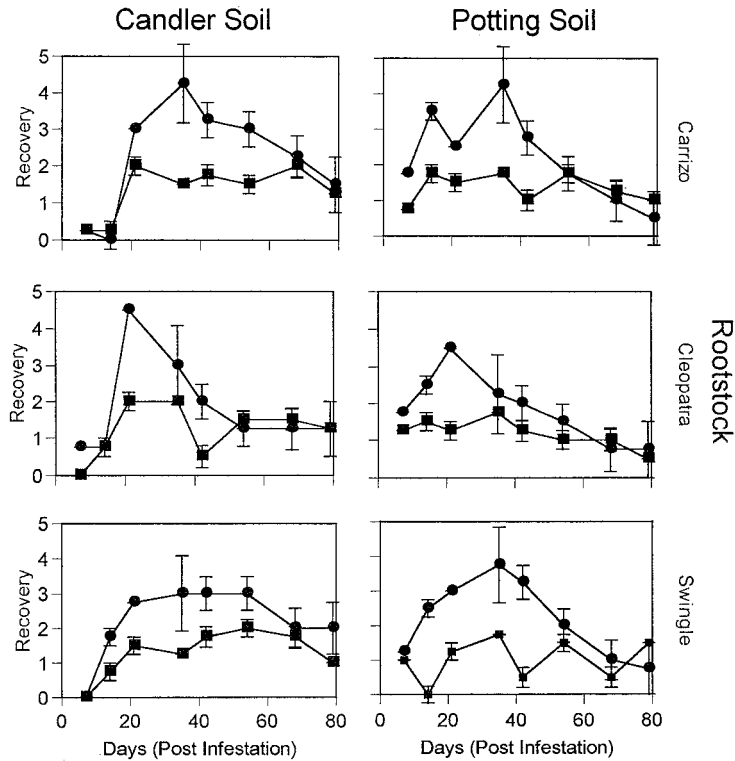 Candler Soil
Potting Soil
5
4
3
2
1
0
Recovery
Carrizo
5
4
3
2
1
0
Recovery
Cleopatra
Rootstock
5
4
3
2
1
0
Recovery
Swingle
0 20 40 60 80
0 20 40 60 80
Days (Post Infestation)
Days (Post Infestation)